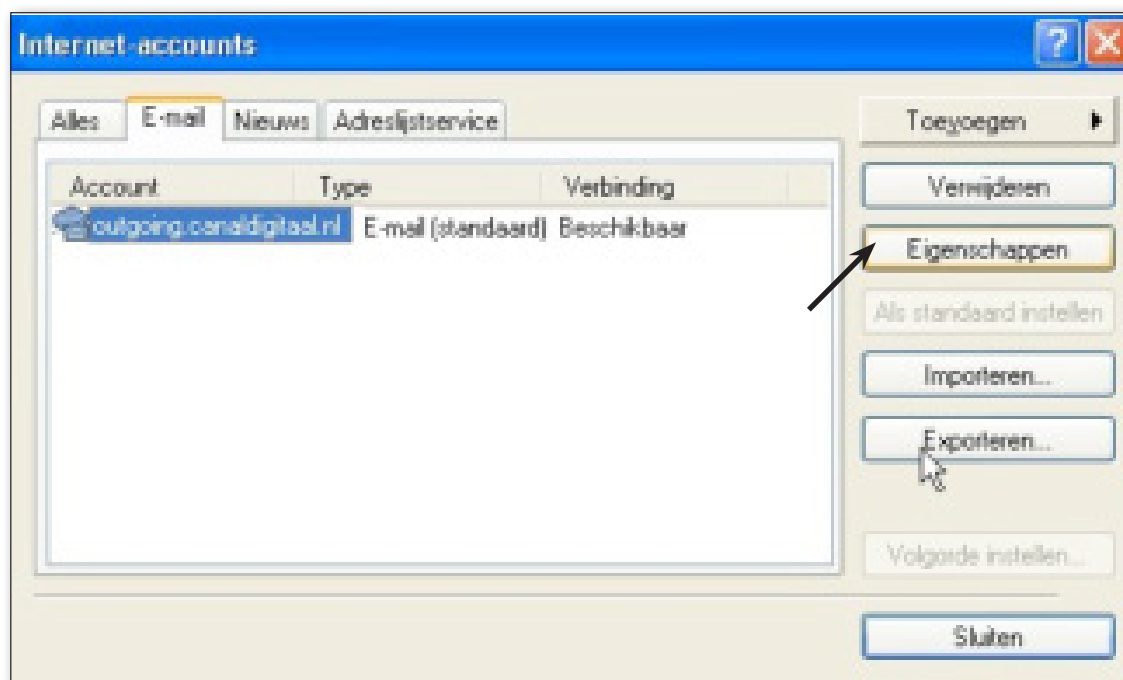 Internet-accounts
Alles E-mail Nieuws Adreslijstservice
Account Type Verbinding
outgoing.canaldigitaal.nl E-mail (standaard) Beschikbaar
Toevoegen
Verwijderen
Eigenschappen
Als standaard instellen
Importeren...
Exporteren...
Volgorde instellen...
Sluiten